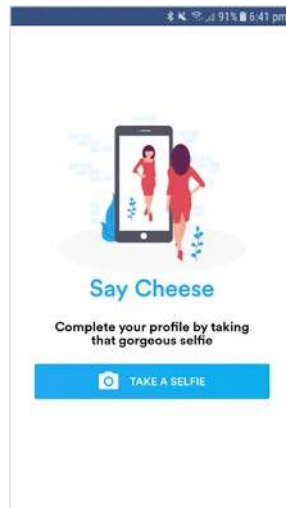 91% 6:41 pm
Say Cheese
Complete your profile by taking
that gorgeous selfie
TAKE A SELFIE